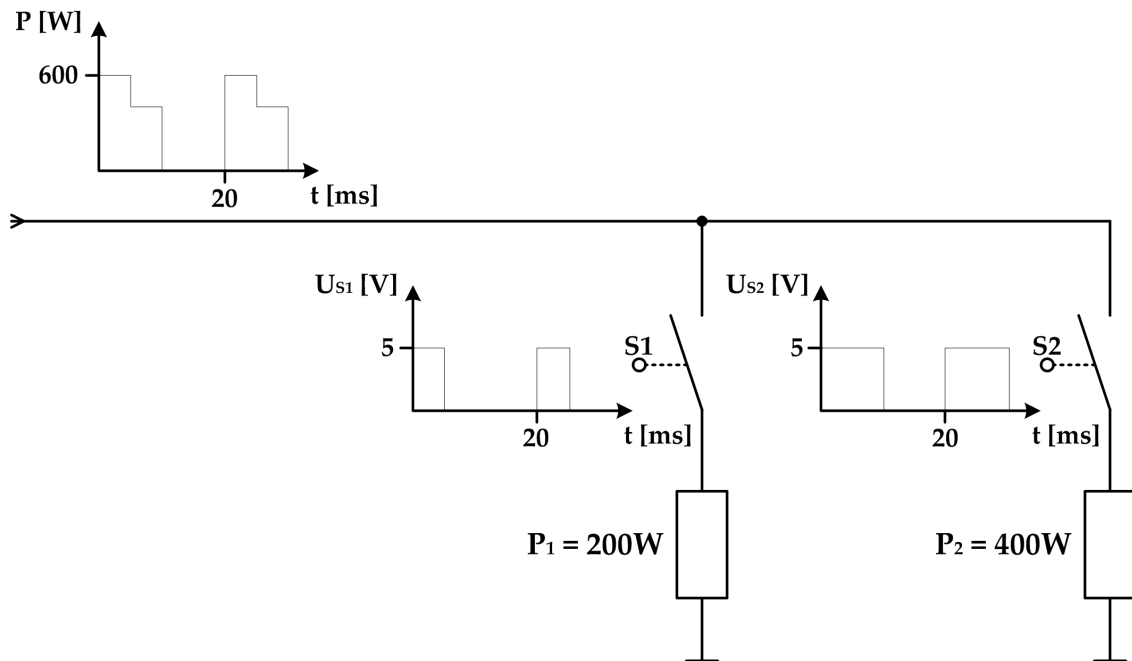 P [W]
600
20
t [ms]
US1 [V]
5
S1
20
t [ms]
US2 [V]
5
S2
20
t [ms]
P1 = 200W
P2 = 400W